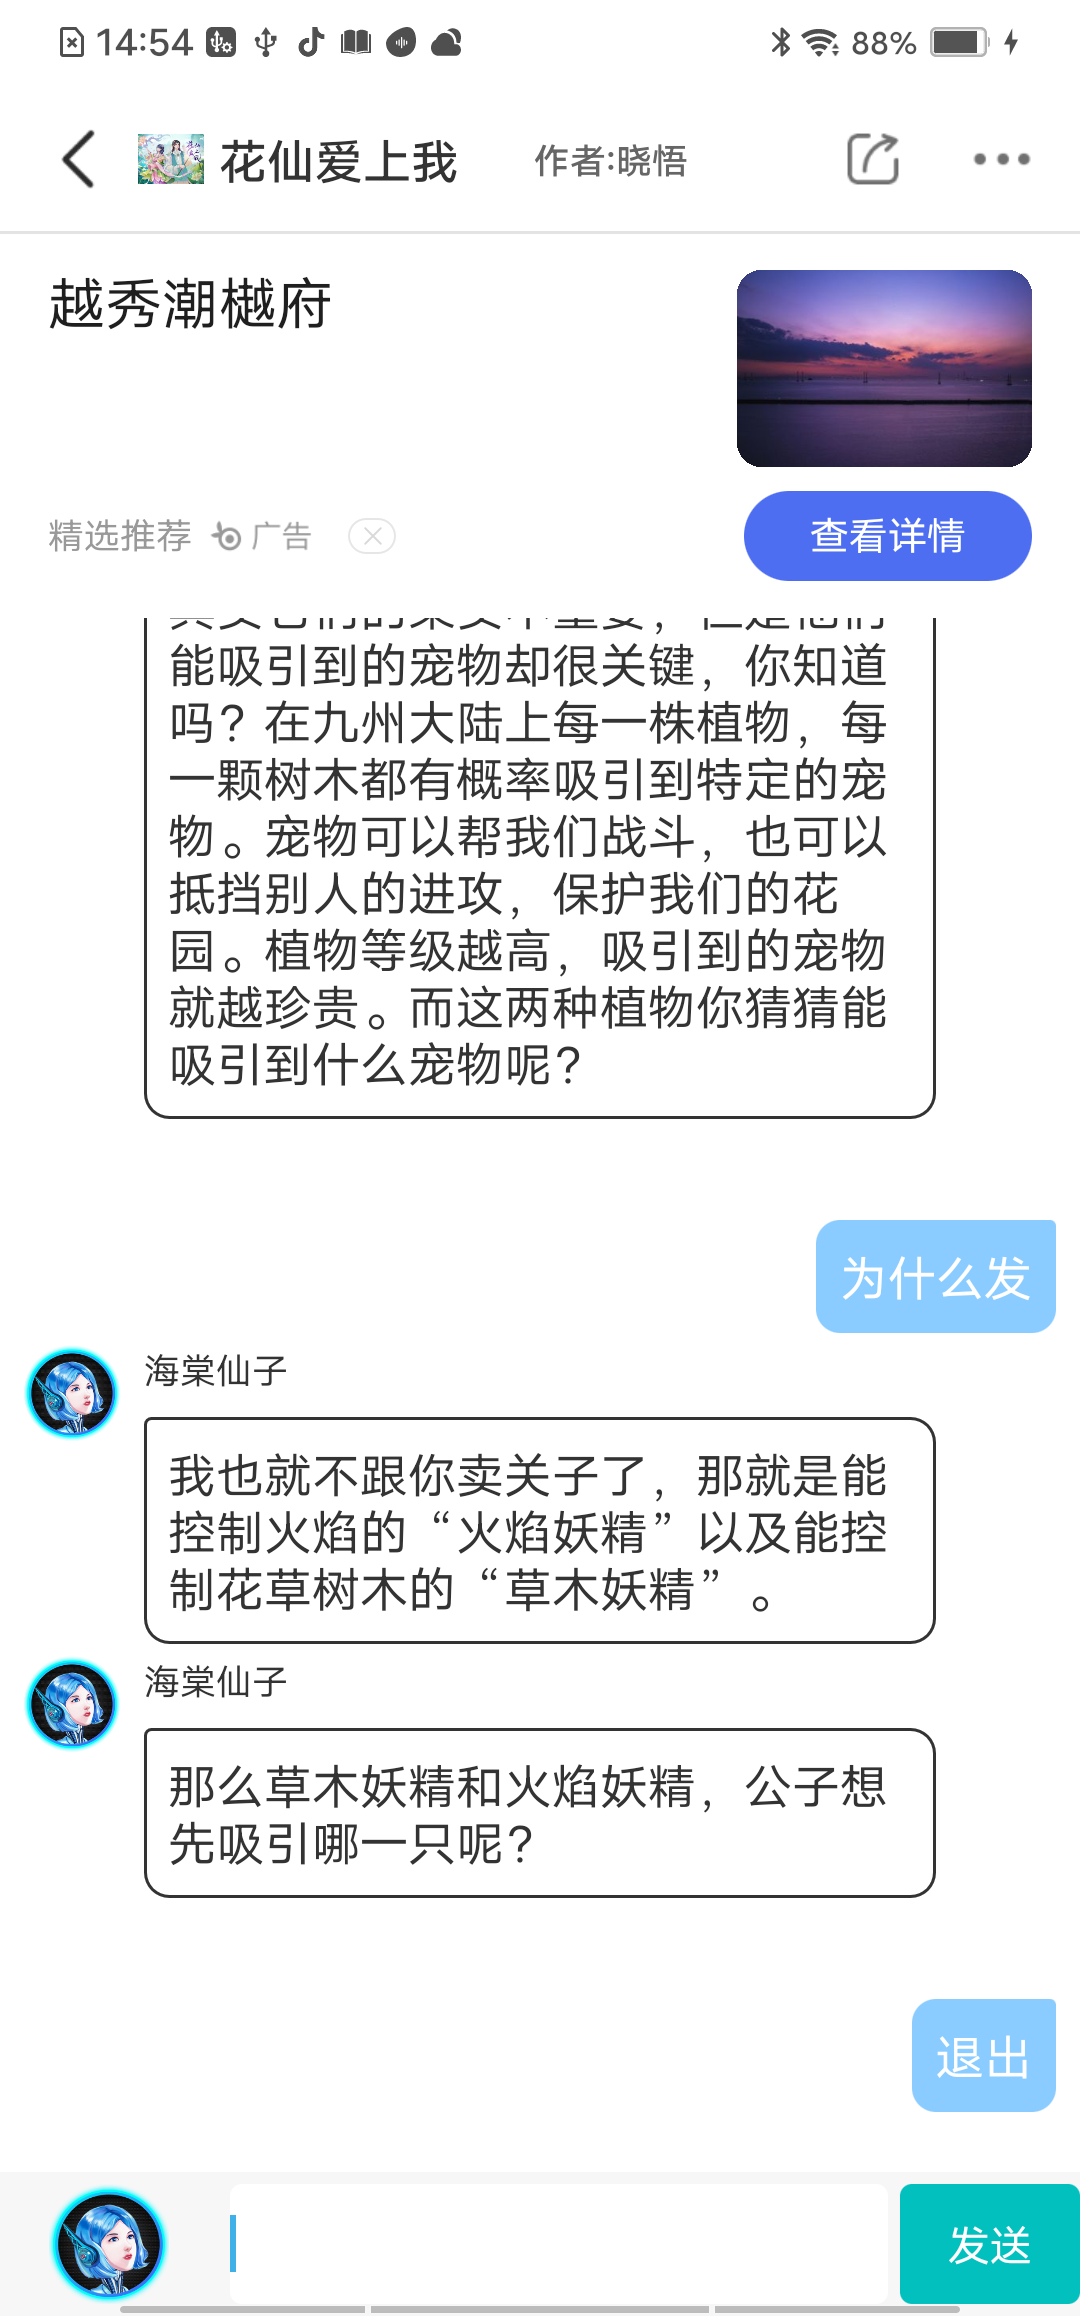 14:54
88%
花仙爱上我
作者:晓悟
越秀潮樾府
精选推荐
广告
查看详情
能吸引到的宠物却很关键，你知道
吗？在九州大陆上每一株植物，每
一颗树木都有概率吸引到特定的宠
物。宠物可以帮我们战斗，也可以
抵挡别人的进攻，保护我们的花
园。植物等级越高，吸引到的宠物
就越珍贵。而这两种植物你猜猜能
吸引到什么宠物呢？
为什么发
海棠仙子
我也就不跟你卖关子了，那就是能
控制火焰的“火焰妖精”以及能控
制花草树木的“草木妖精”。
海棠仙子
那么草木妖精和火焰妖精，公子想
先吸引哪一只呢？
退出
发送